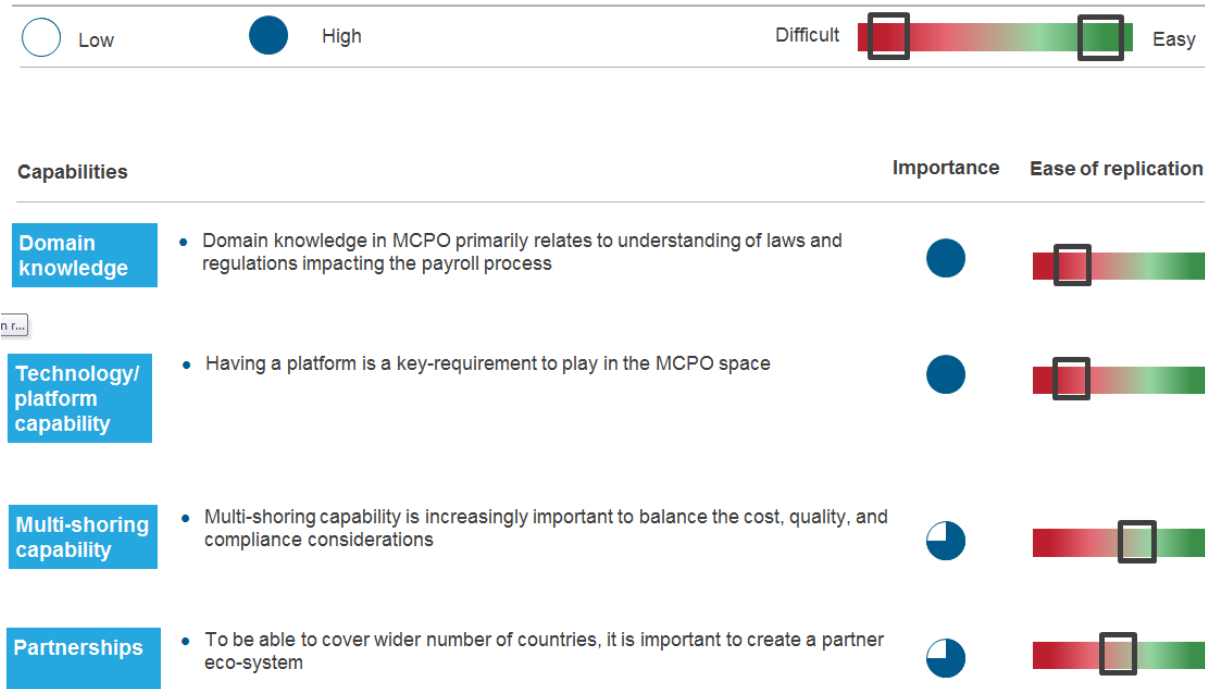 Low High Difficult Easy
Capabilities Importance Ease of replication
Domain
knowledge
• Domain knowledge in MCPO primarily relates to understanding of laws and
regulations impacting the payroll process
n r...
Technology/
platform
capability
• Having a platform is a key-requirement to play in the MCPO space
Multi-shoring
capability
• Multi-shoring capability is increasingly important to balance the cost, quality, and
compliance considerations
Partnerships
• To be able to cover wider number of countries, it is important to create a partner
eco-system